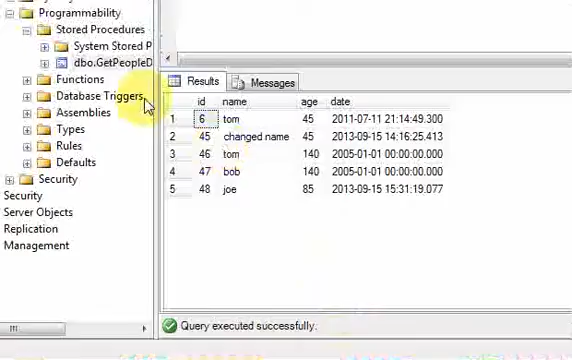 Programmability
Stored Procedures
System Stored P
dbo.GetPeopleD
Functions
Database Triggers
Assemblies
Types
Rules
Defaults
Security
Security
Server Objects
Replication
Management
Results Messages
id name age date
1 6 tom 45 2011-07-11 21:14:49.300
2 45 changed name 45 2013-09-15 14:16:25.413
3 46 tom 140 2005-01-01 00:00:00.000
4 47 bob 140 2005-01-01 00:00:00.000
5 48 joe 85 2013-09-15 15:31:19.077
Query executed successfully.